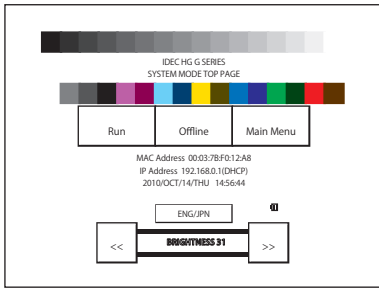 IDEC HG G SERIES
SYSTEM MODE TOP PAGE
Run Offline Main Menu
MAC Address 00:03:7B:F0:12:A8
IP Address 192.168.0.1(DHCP)
2010/OCT/14/THU 14:56:44
ENG/JPN
<< BRIGHTNESS 31 >>